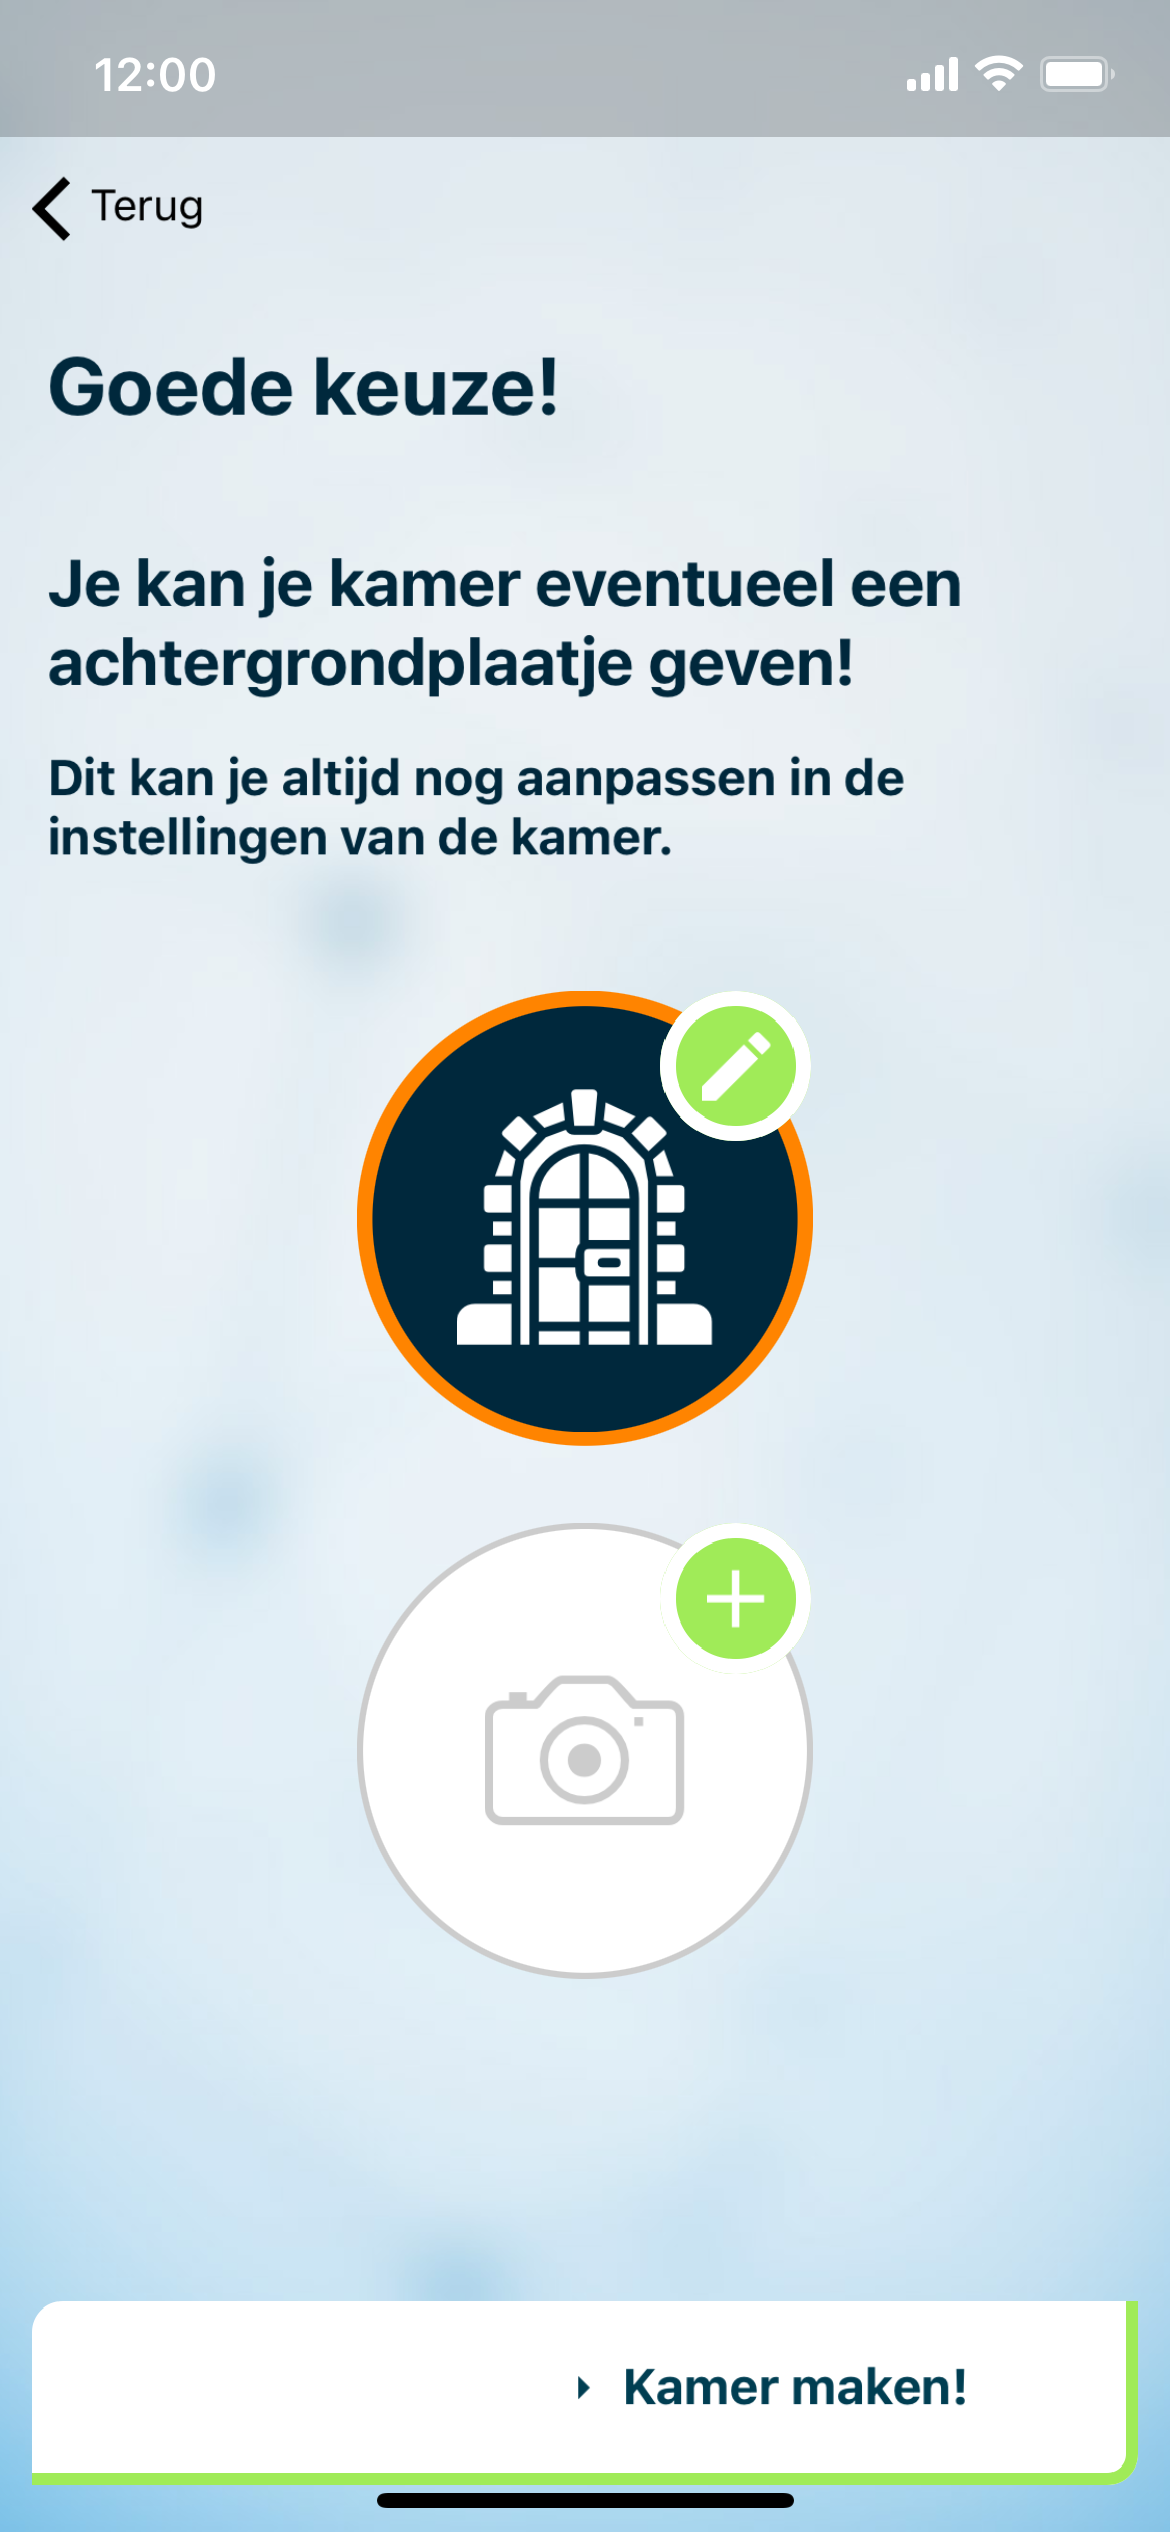 12:00
Terug
Goede keuze!
Je kan je kamer eventueel een
achtergrondplaatje geven!
Dit kan je altijd nog aanpassen in de
instellingen van de kamer.
Kamer maken!